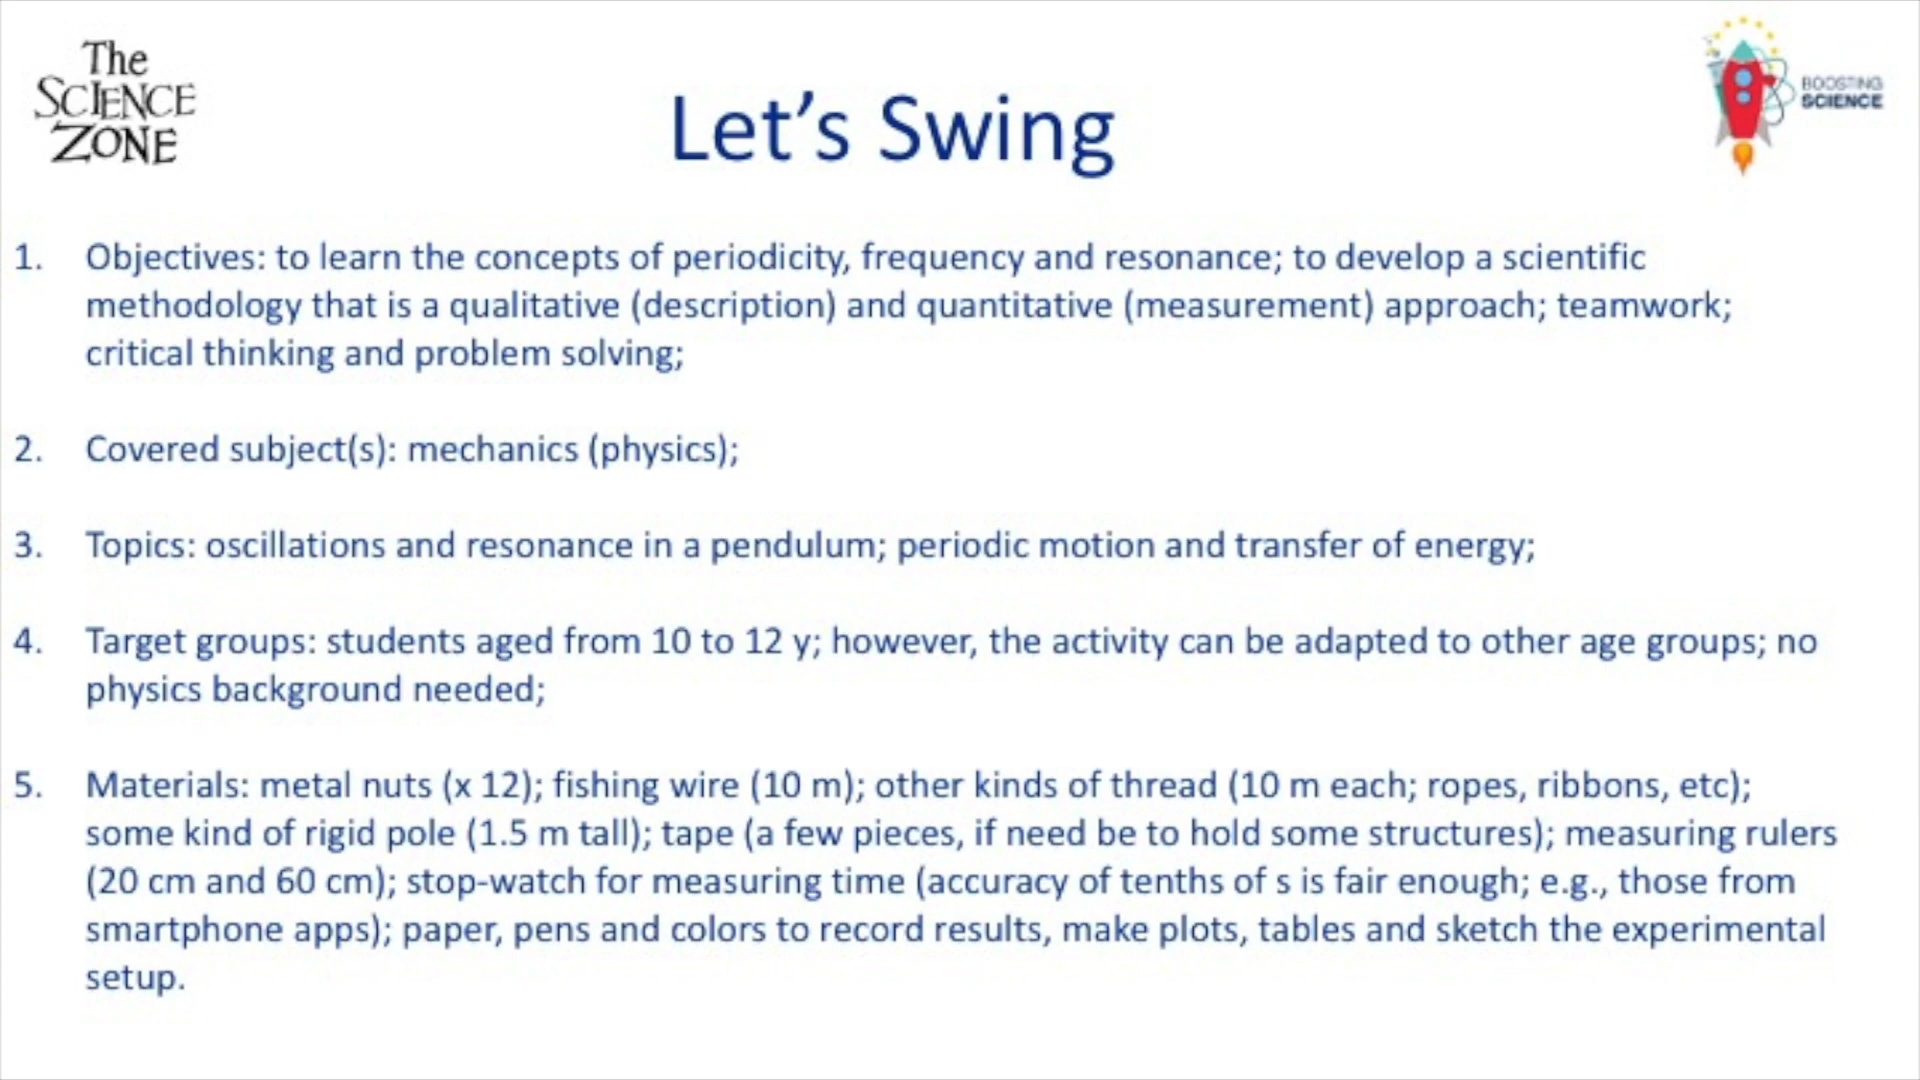 The
SCIENCE
ZONE
Let's Swing
BOOSTING
SCIENCE
1. Objectives: to learn the concepts of periodicity, frequency and resonance; to develop a scientific
methodology that is a qualitative (description) and quantitative (measurement) approach; teamwork;
critical thinking and problem solving;
2. Covered subject(s): mechanics (physics);
3. Topics: oscillations and resonance in a pendulum; periodic motion and transfer of energy;
4. Target groups: students aged from 10 to 12 y; however, the activity can be adapted to other age groups; no
physics background needed;
5. Materials: metal nuts (x 12); fishing wire (10 m); other kinds of thread (10 m each; ropes, ribbons, etc);
some kind of rigid pole (1.5 m tall); tape (a few pieces, if need be to hold some structures); measuring rulers
(20 cm and 60 cm); stop-watch for measuring time (accuracy of tenths of s is fair enough; e.g., those from
smartphone apps); paper, pens and colors to record results, make plots, tables and sketch the experimental
setup.